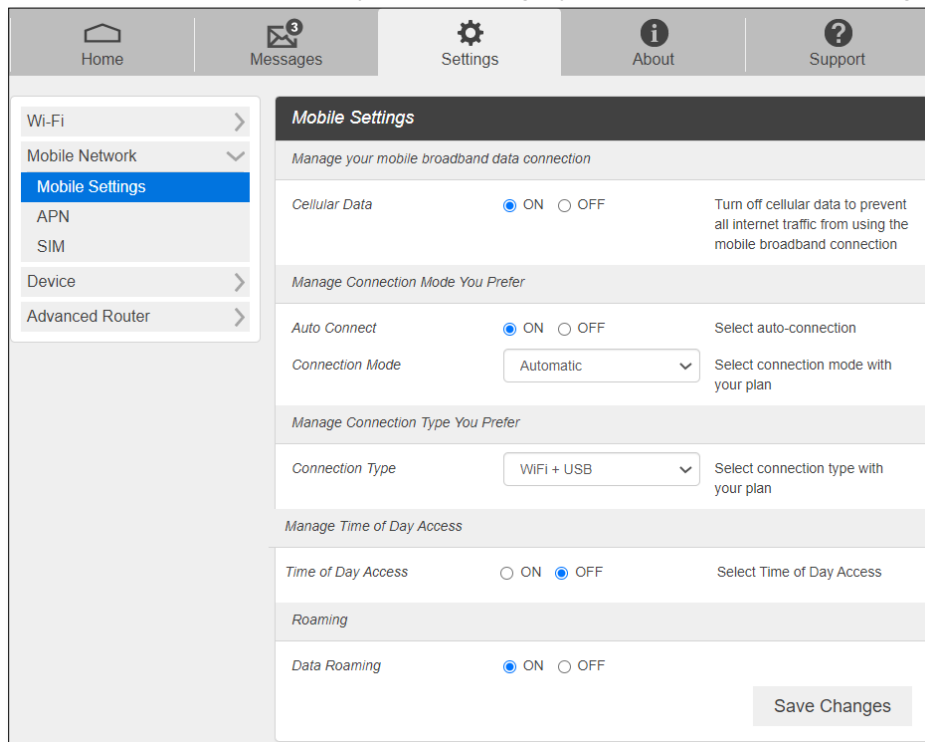 3
Home
Messages
Settings
About
Support
Wi-Fi
Mobile Network
Mobile Settings
APN
SIM
Device
Advanced Router
Mobile Settings
Manage your mobile broadband data connection
Cellular Data
ON
OFF
Turn off cellular data to prevent
all internet traffic from using the
mobile broadband connection
Manage Connection Mode You Prefer
Auto Connect
ON
OFF
Select auto-connection
Connection Mode
Automatic
Select connection mode with
your plan
Manage Connection Type You Prefer
Connection Type
WiFi + USB
Select connection type with
your plan
Manage Time of Day Access
Time of Day Access
ON
OFF
Select Time of Day Access
Roaming
Data Roaming
ON
OFF
Save Changes